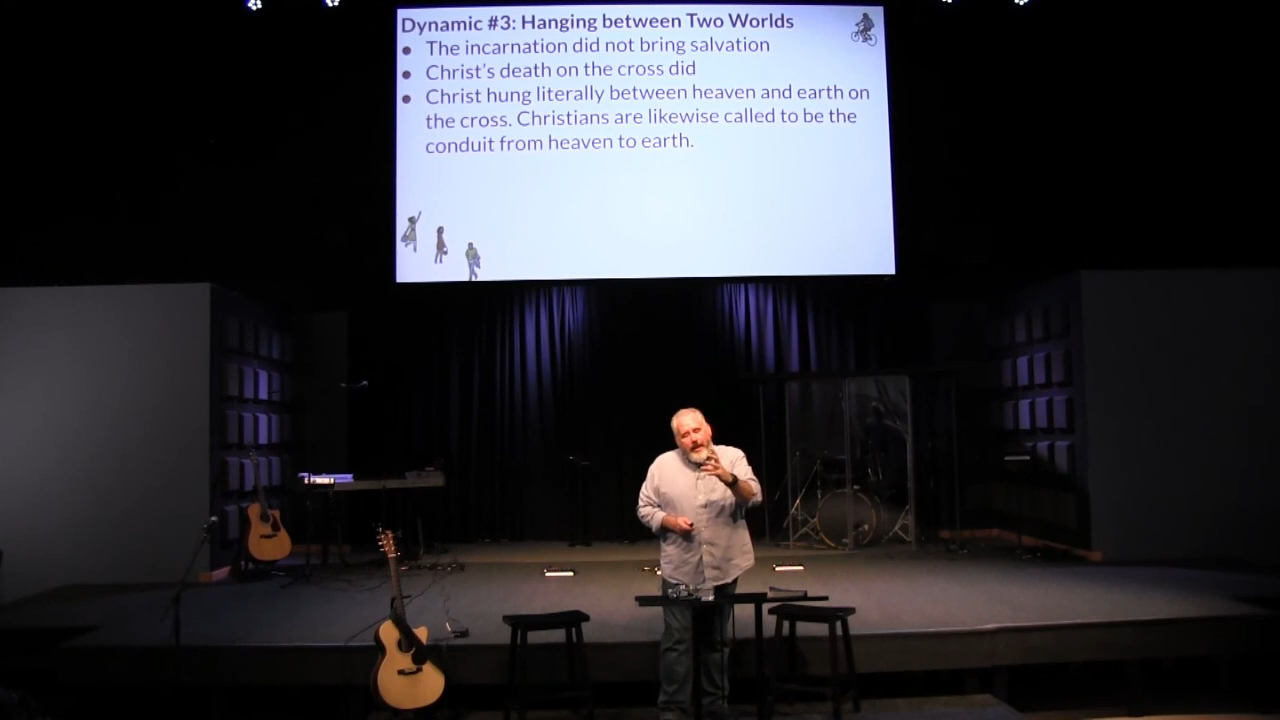 Dynamic #3: Hanging between Two Worlds
● The incarnation did not bring salvation
● Christ's death on the cross did
● Christ hung literally between heaven and earth on
the cross. Christians are likewise called to be the
conduit from heaven to earth.